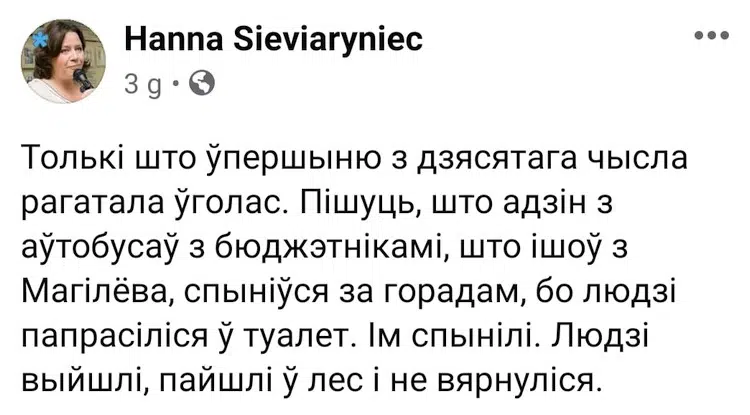 Hanna Sieviaryniec
3 g ·
Толькі што ўпершыню з дзясятага чысла
рагатала ўголас. Пішуць, што адзін з
аўтобусаў з бюджэтнікамі, што ішоў з
Магілёва, спыніўся за горадам, бо людзі
папрасіліся ў туалет. Ім спынілі. Людзі
выйшлі, пайшлі ў лес і не вярнуліся.